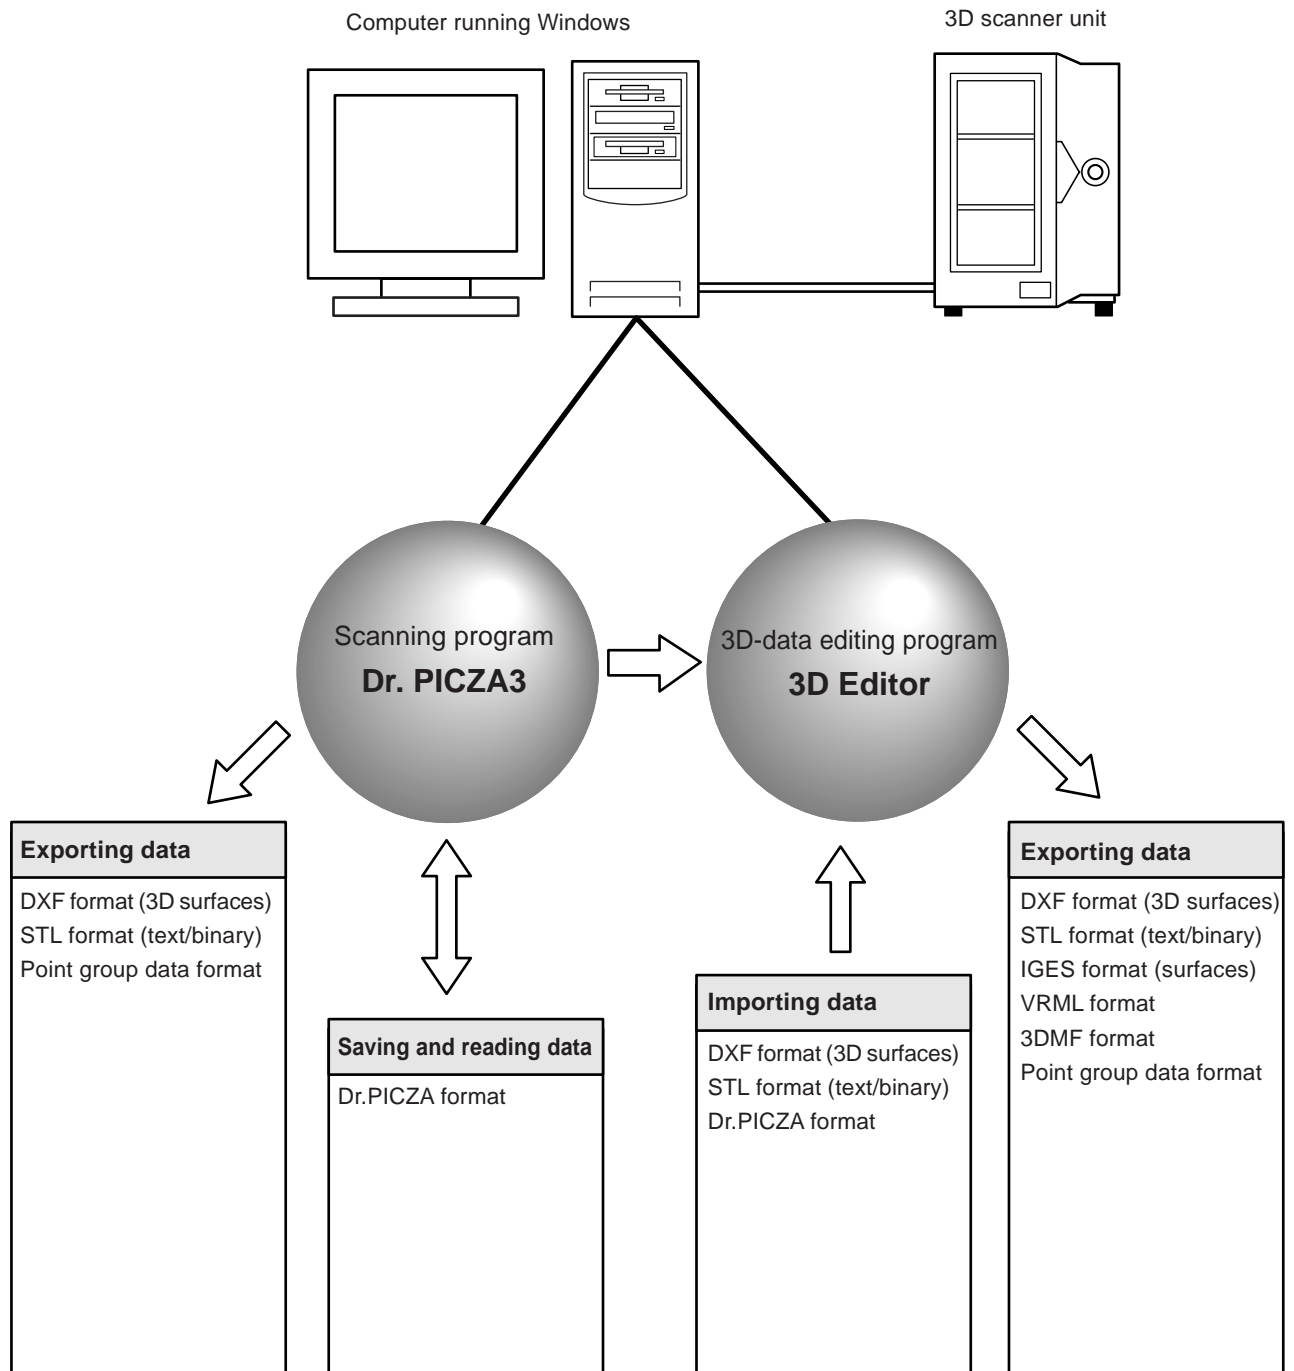 Computer running Windows
3D scanner unit
Scanning program
Dr. PICZA3
3D-data editing program
3D Editor
Exporting data
DXF format (3D surfaces)
STL format (text/binary)
Point group data format
Saving and reading data
Dr.PICZA format
Importing data
DXF format (3D surfaces)
STL format (text/binary)
Dr.PICZA format
Exporting data
DXF format (3D surfaces)
STL format (text/binary)
IGES format (surfaces)
VRML format
3DMF format
Point group data format